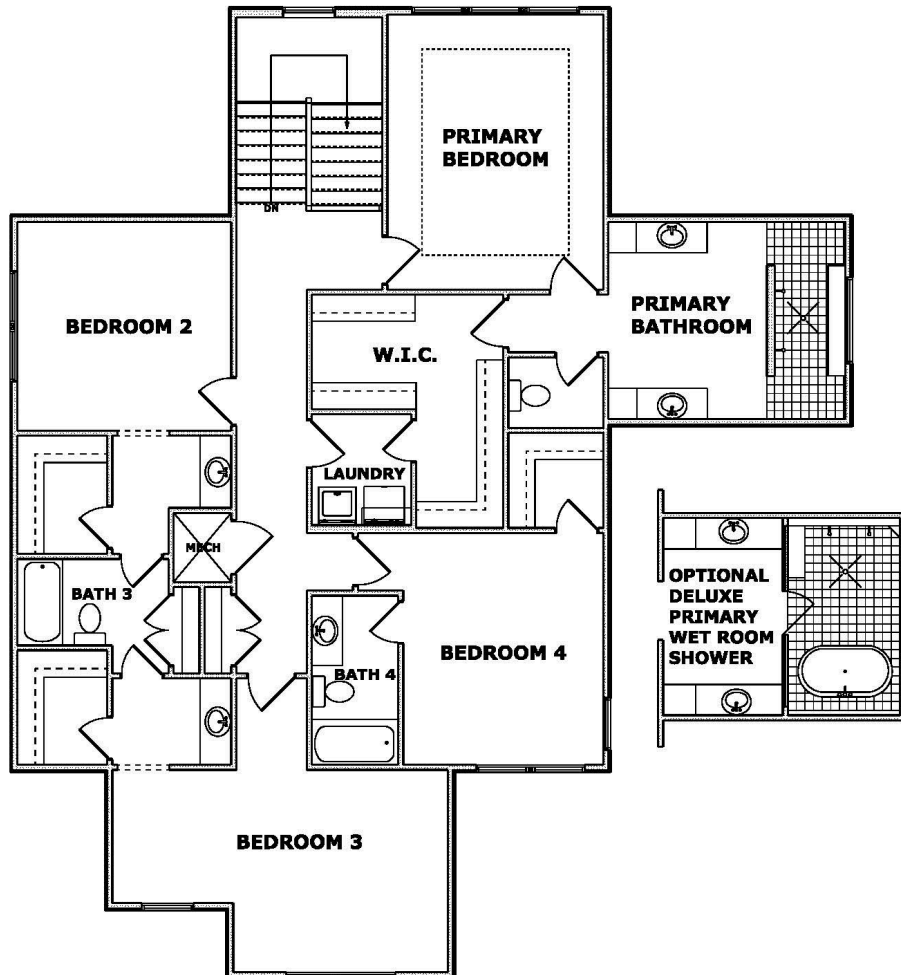 PRIMARY
BEDROOM
DN
BEDROOM 2
PRIMARY
BATHROOM
W.I.C.
LAUNDRY
MECH
BATH 3
BEDROOM 4
BATH 4
OPTIONAL
DELUXE
PRIMARY
WET ROOM
SHOWER
BEDROOM 3